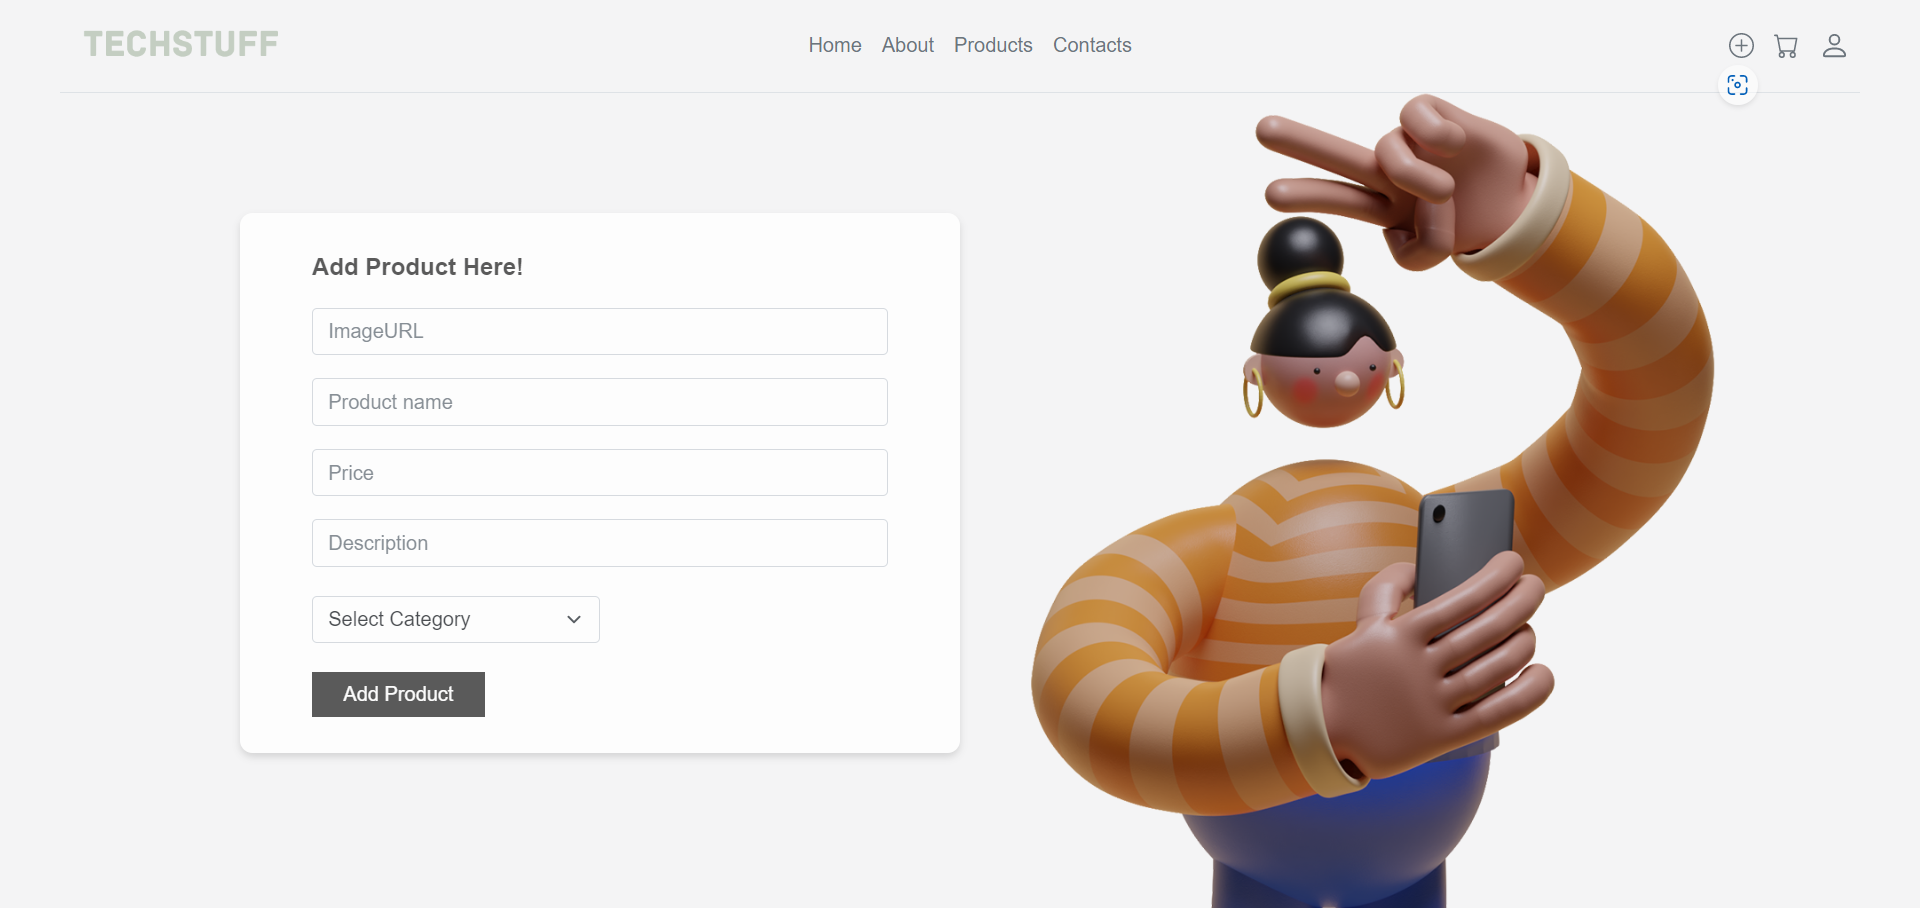 TECHSTUFF
Home About Products Contacts
Add Product Here!
ImageURL
Product name
Price
Description
Select Category
Add Product